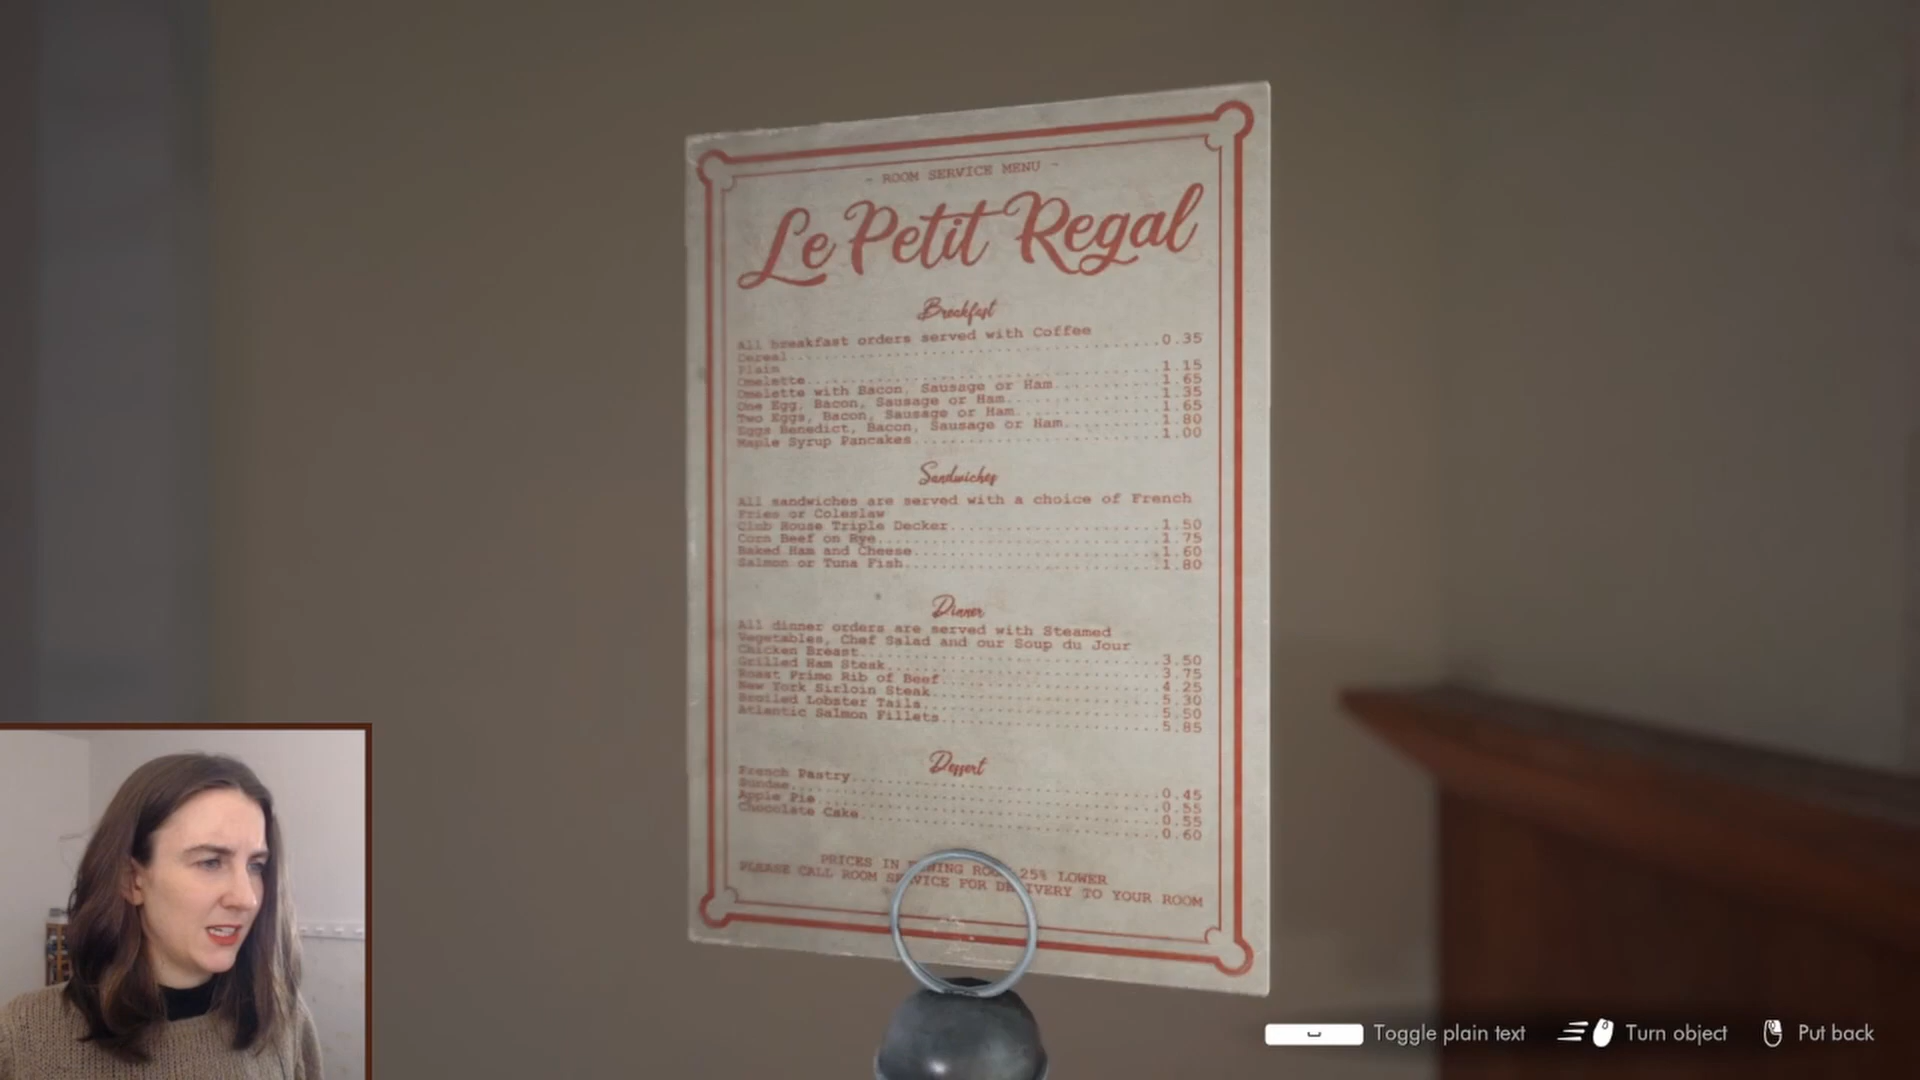 - ROOM SERVICE MENU -
Le Petit Regal
Breakfast
All breakfast orders served with Coffee
Cereal 0.35
Plain
Omelette 1.15
Omelette with Bacon, Sausage or Ham 1.65
One Egg, Bacon, Sausage or Ham 1.35
Two Eggs, Bacon, Sausage or Ham 1.65
Eggs Benedict, Bacon, Sausage or Ham 1.80
Maple Syrup Pancakes 1.00
Sandwiches
All sandwiches are served with a choice of French
Fries or Coleslaw
Club House Triple Decker 1.50
Corn Beef on Rye 1.75
Baked Ham and Cheese 1.60
Salmon or Tuna Fish 1.80
Dinner
All dinner orders are served with Steamed
Vegetables, Chef Salad and our Soup du Jour
Chicken Breast 3.50
Grilled Ham Steak 3.75
Roast Prime Rib of Beef 4.25
New York Sirloin Steak 5.30
Broiled Lobster Tails 5.50
Atlantic Salmon Fillets 5.85
Dessert
French Pastry 0.45
Sundae 0.55
Apple Pie 0.55
Chocolate Cake 0.60
PRICES IN DINING ROOM 25% LOWER
PLEASE CALL ROOM SERVICE FOR DELIVERY TO YOUR ROOM
Toggle plain text Turn object Put back